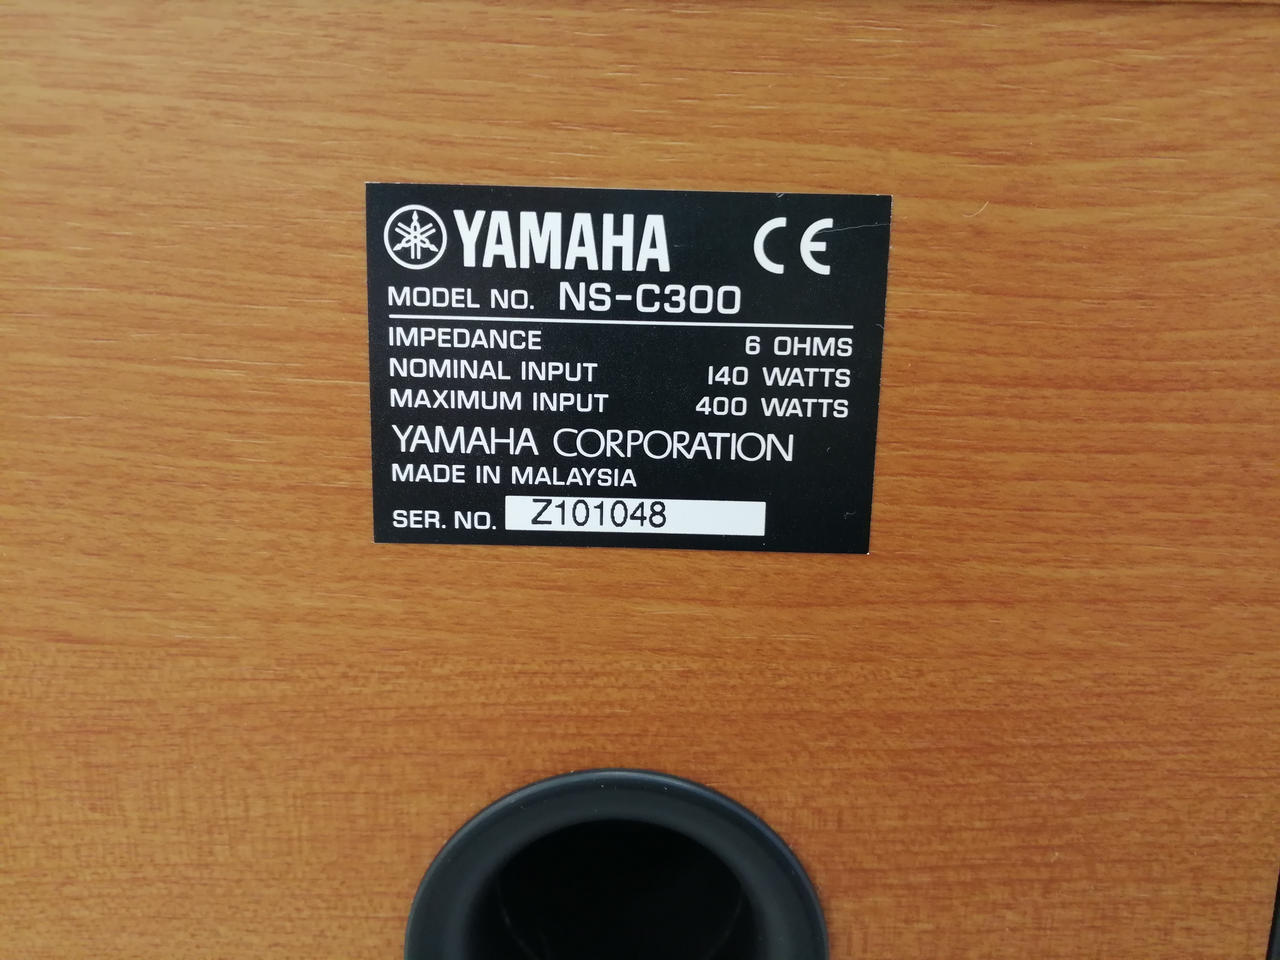 YAMAHA CE
MODEL NO. NS-C300
IMPEDANCE 6 OHMS
NOMINAL INPUT 140 WATTS
MAXIMUM INPUT 400 WATTS
YAMAHA CORPORATION
MADE IN MALAYSIA
SER. NO. Z101048